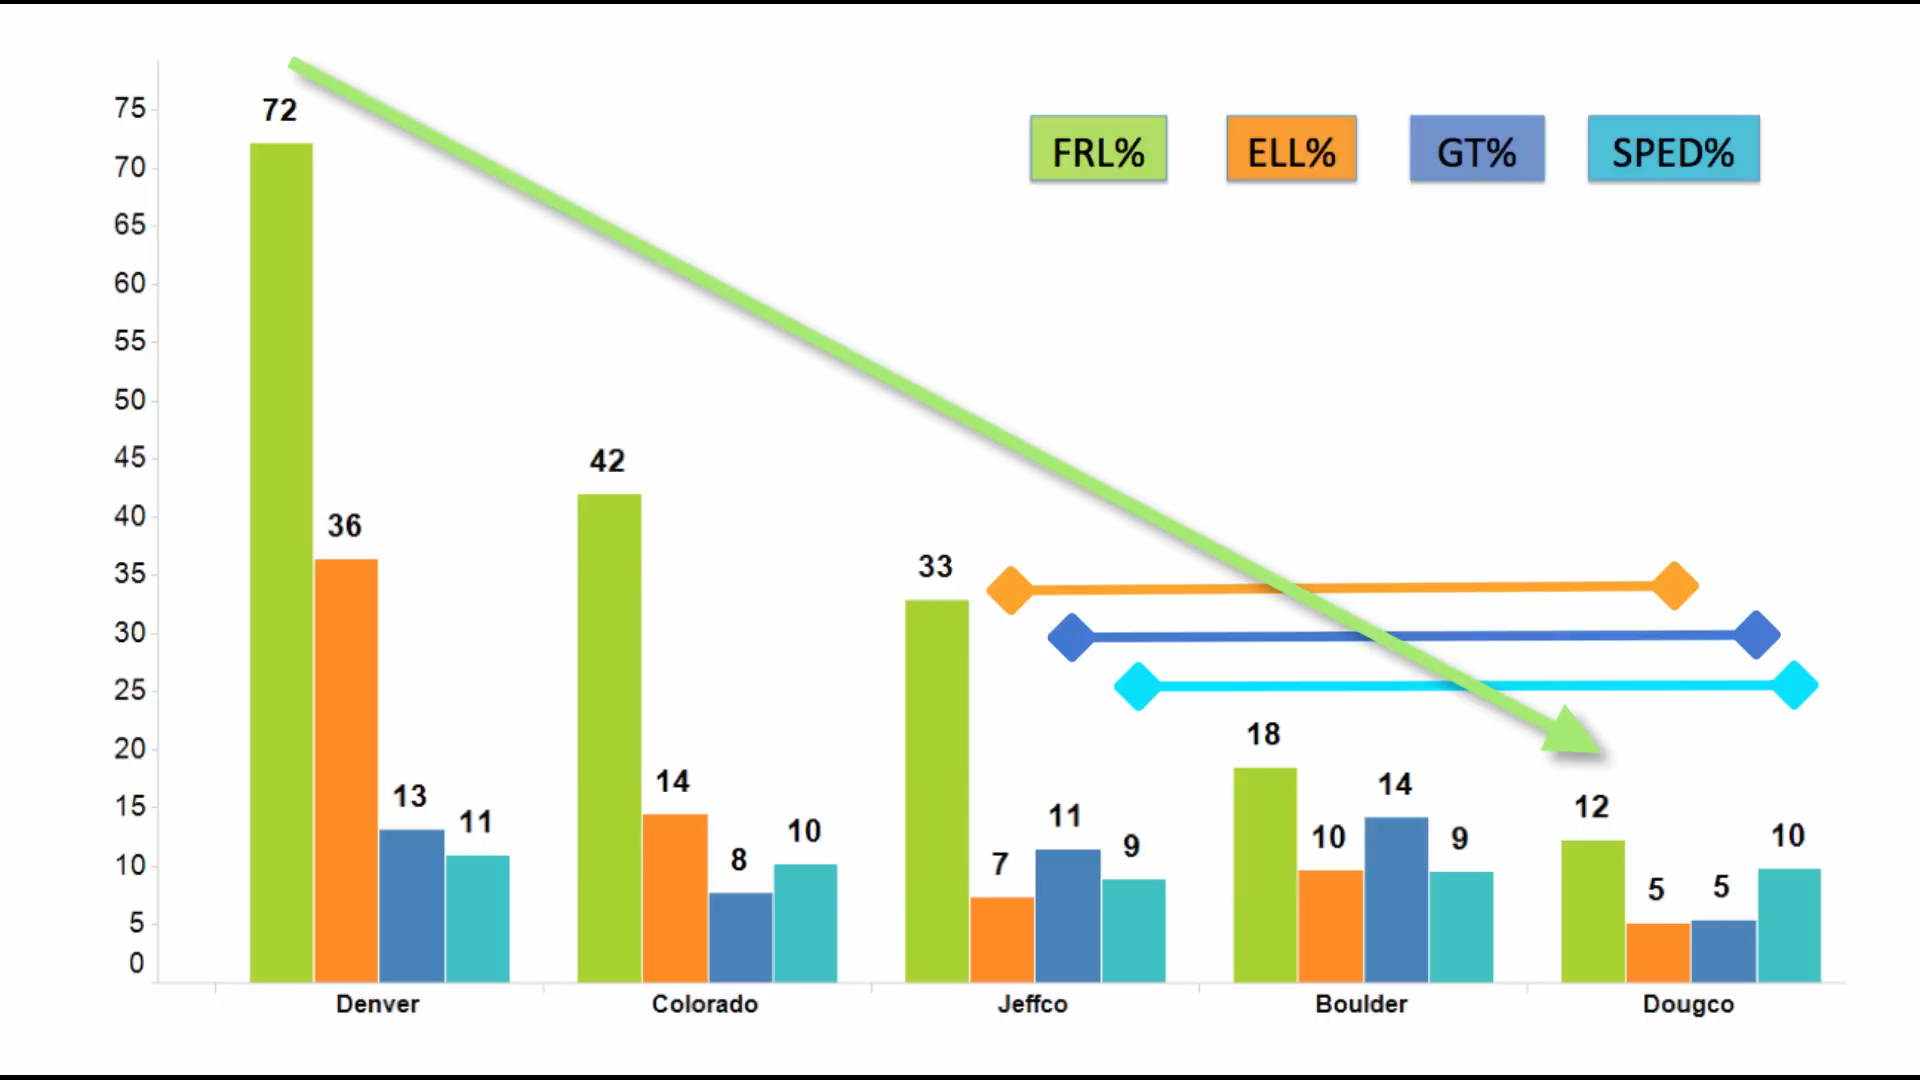 FRL% ELL% GT% SPED%
75
70
65
60
55
50
45
40
35
30
25
20
15
10
5
0
72 36 13 11
42 14 8 10
33 7 11 9
18 10 14 9
12 5 5 10
Denver Colorado Jeffco Boulder Dougco